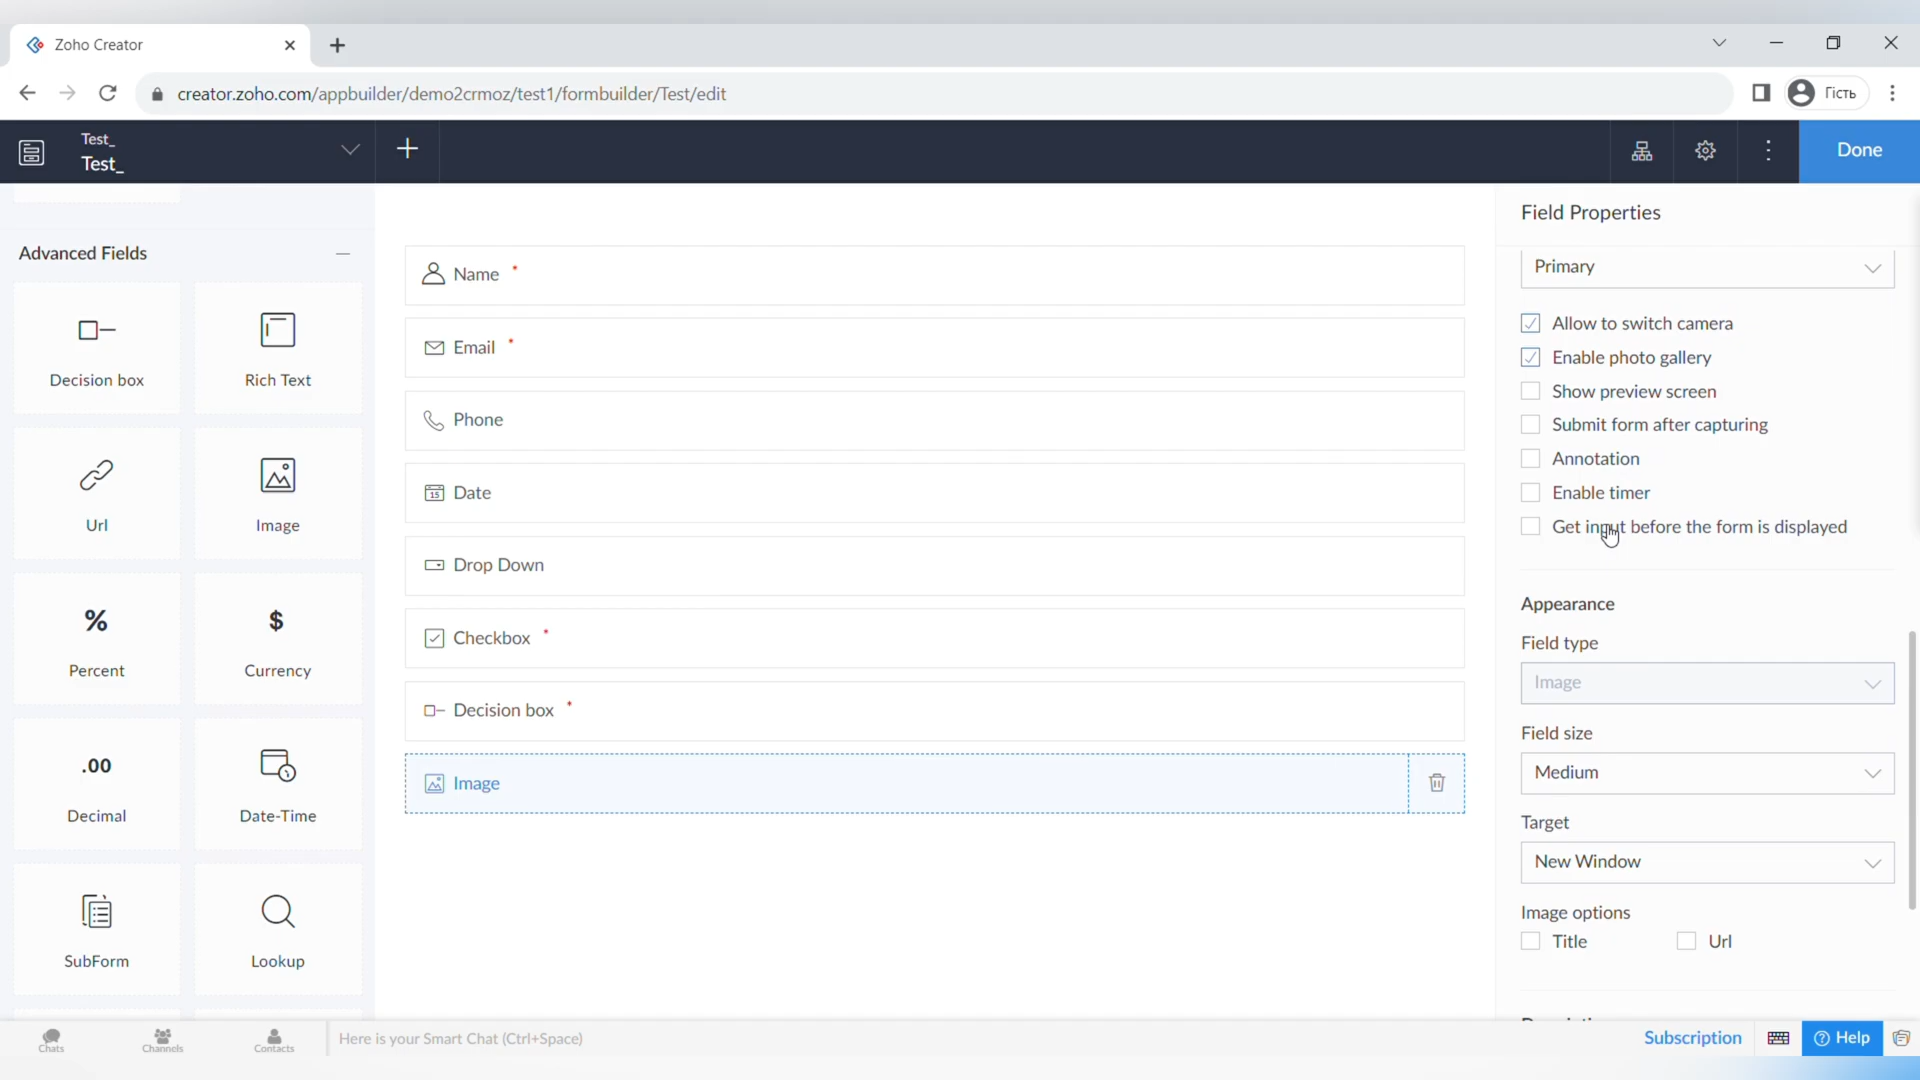 Zoho Creator
creator.zoho.com/appbuilder/demo2crmoz/test1/formbuilder/Test/edit
Гість
Test_
Test_
Done
Advanced Fields
Decision box
Rich Text
Url
Image
%
Percent
$
Currency
.00
Decimal
Date-Time
SubForm
Lookup
Name *
Email *
Phone
15 Date
Drop Down
Checkbox *
Decision box *
Image
Field Properties
Primary
Allow to switch camera
Enable photo gallery
Show preview screen
Submit form after capturing
Annotation
Enable timer
Get input before the form is displayed
Appearance
Field type
Image
Field size
Medium
Target
New Window
Image options
Title
Url
Chats
Channels
Contacts
Here is your Smart Chat (Ctrl+Space)
Subscription
Help